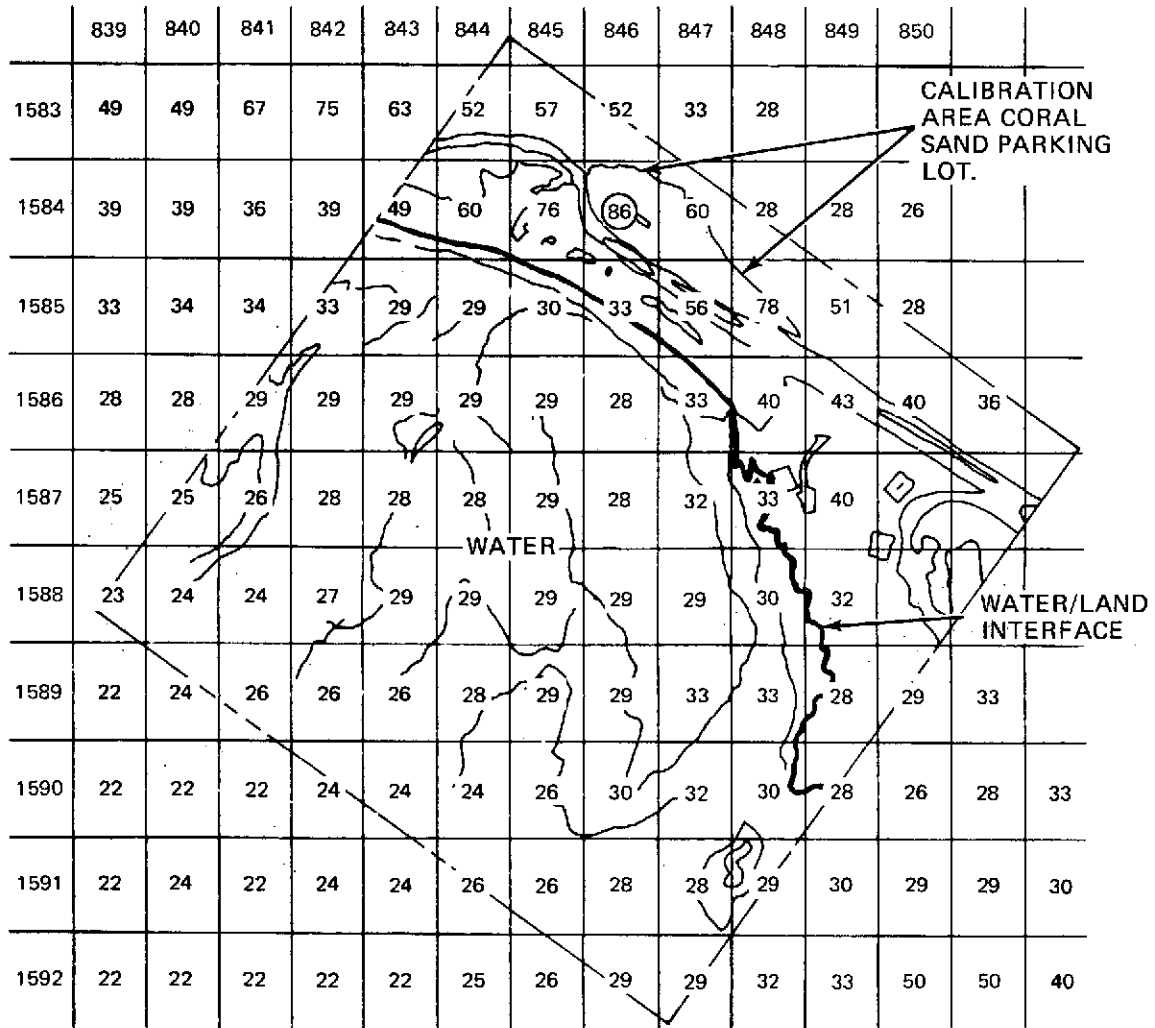 839 840 841 842 843 844 845 846 847 848 849 850
1583 49 49 67 75 63 52 57 52 33 28
CALIBRATION
AREA CORAL
SAND PARKING
LOT.
1584 39 39 36 39 49 60 76 86 60 28 28 26
1585 33 34 34 33 29 29 30 33 56 78 51 28
1586 28 28 29 29 29 29 29 28 33 40 43 40 36
1587 25 25 26 28 28 28 29 28 32 33 40
WATER
1588 23 24 24 27 29 29 29 29 29 30 32
WATER/LAND
INTERFACE
1589 22 24 26 26 26 28 29 29 33 33 28 29 33
1590 22 22 22 24 24 24 26 30 32 30 28 26 28 33
1591 22 24 22 24 24 26 26 28 28 29 30 29 29 30
1592 22 22 22 22 22 25 26 29 29 32 33 50 50 40